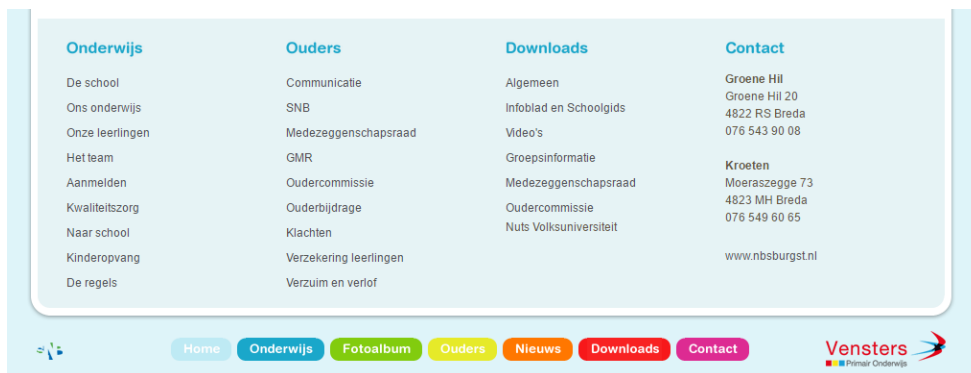 Onderwijs
De school
Ons onderwijs
Onze leerlingen
Het team
Aanmelden
Kwaliteitszorg
Naar school
Kinderopvang
De regels
Ouders
Communicatie
SNB
Medezeggenschapsraad
GMR
Oudercommissie
Ouderbijdrage
Klachten
Verzekering leerlingen
Verzuim en verlof
Downloads
Algemeen
Infoblad en Schoolgids
Video's
Groepsinformatie
Medezeggenschapsraad
Oudercommissie
Nuts Volksuniversiteit
Contact
Groene Hil
Groene Hil 20
4822 RS Breda
076 543 90 08
Kroeten
Moeraszegge 73
4823 MH Breda
076 549 60 65
www.nbsburgst.nl
Home Onderwijs Fotoalbum Ouders Nieuws Downloads Contact
Vensters
Primair Onderwijs